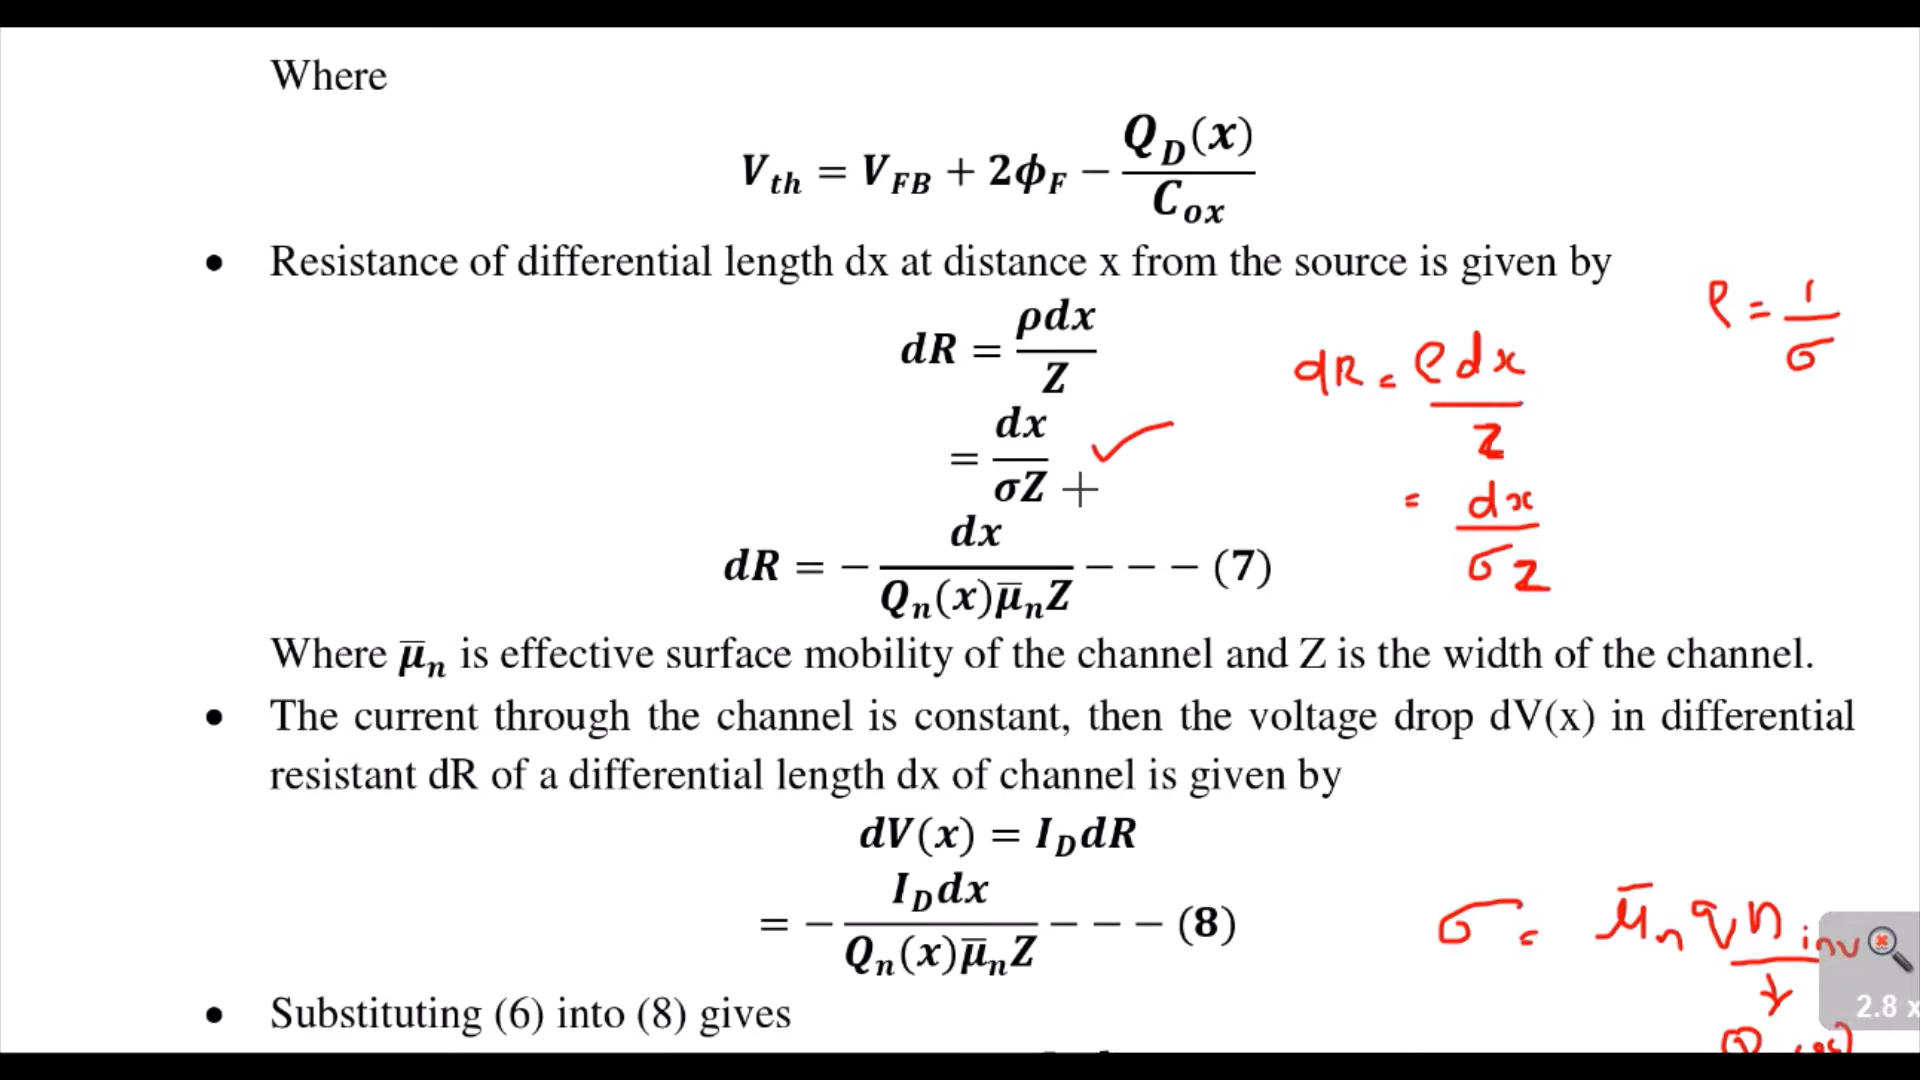 Where
V_th = V_FB + 2ϕ_F − Q_D(x) / C_ox
• Resistance of differential length dx at distance x from the source is given by
ρ = 1 / σ
dR = ρdx / Z
dR = ρdx / Z
= dx / σZ
= dx / σZ
dR = − dx / Q_n(x)μ̅_nZ − − − (7)
Where μ̅_n is effective surface mobility of the channel and Z is the width of the channel.
• The current through the channel is constant, then the voltage drop dV(x) in differential
resistant dR of a differential length dx of channel is given by
dV(x) = I_DdR
= − I_Ddx / Q_n(x)μ̅_nZ − − − (8)
σ = μ̅_n q n_inv
2.8 x
• Substituting (6) into (8) gives